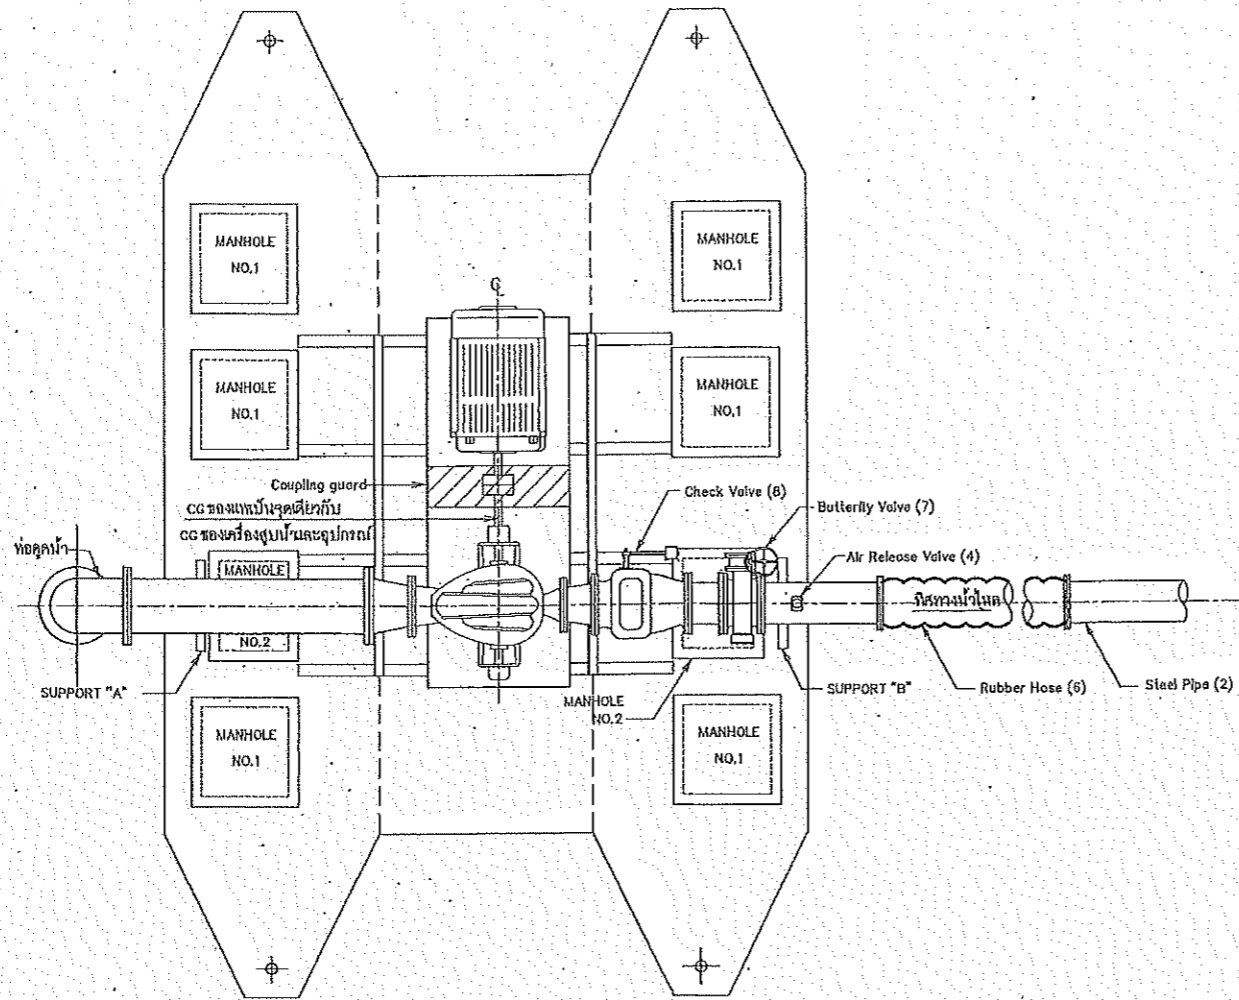 MANHOLE
NO.1
MANHOLE
NO.1
℄
MANHOLE
NO.1
MANHOLE
NO.1
Coupling guard
Check Valve (8)
CG ของแพเป็นจุดเดียวกับ
CG ของเครื่องสูบน้ำและอุปกรณ์
Butterfly Valve (7)
ท่อดูดน้ำ
Air Release Valve (4)
MANHOLE
NO.2
ทิศทางน้ำไหล
SUPPORT "A"
SUPPORT "B"
Rubber Hose (6)
Steel Pipe (2)
MANHOLE
NO.2
MANHOLE
NO.1
MANHOLE
NO.1